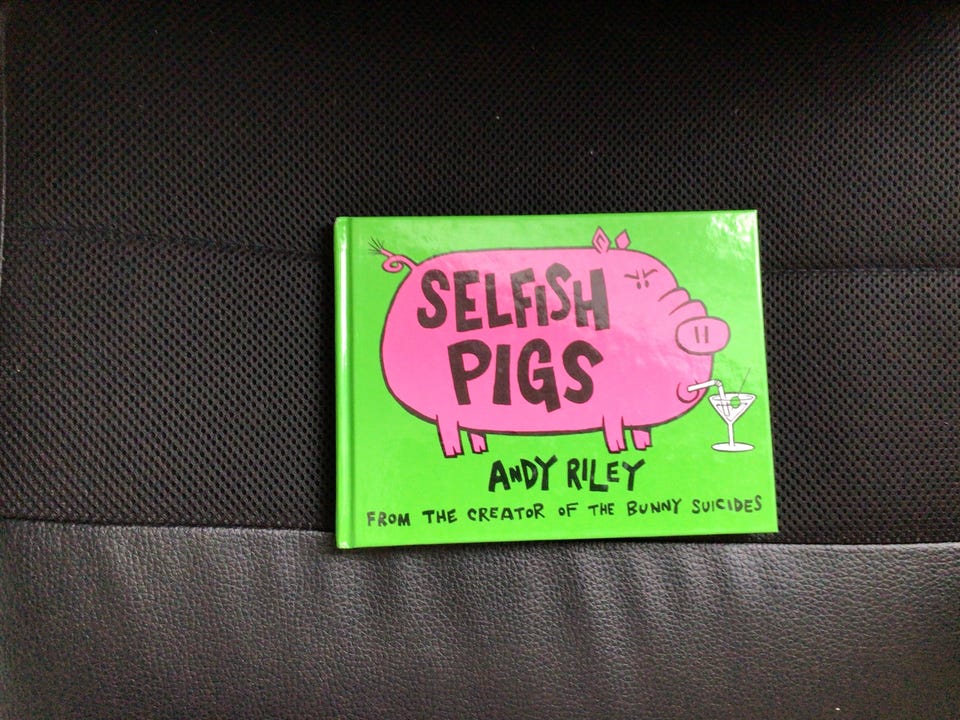 SELFISH
PIGS
ANDY RILEY
FROM THE CREATOR OF THE BUNNY SUICIDES